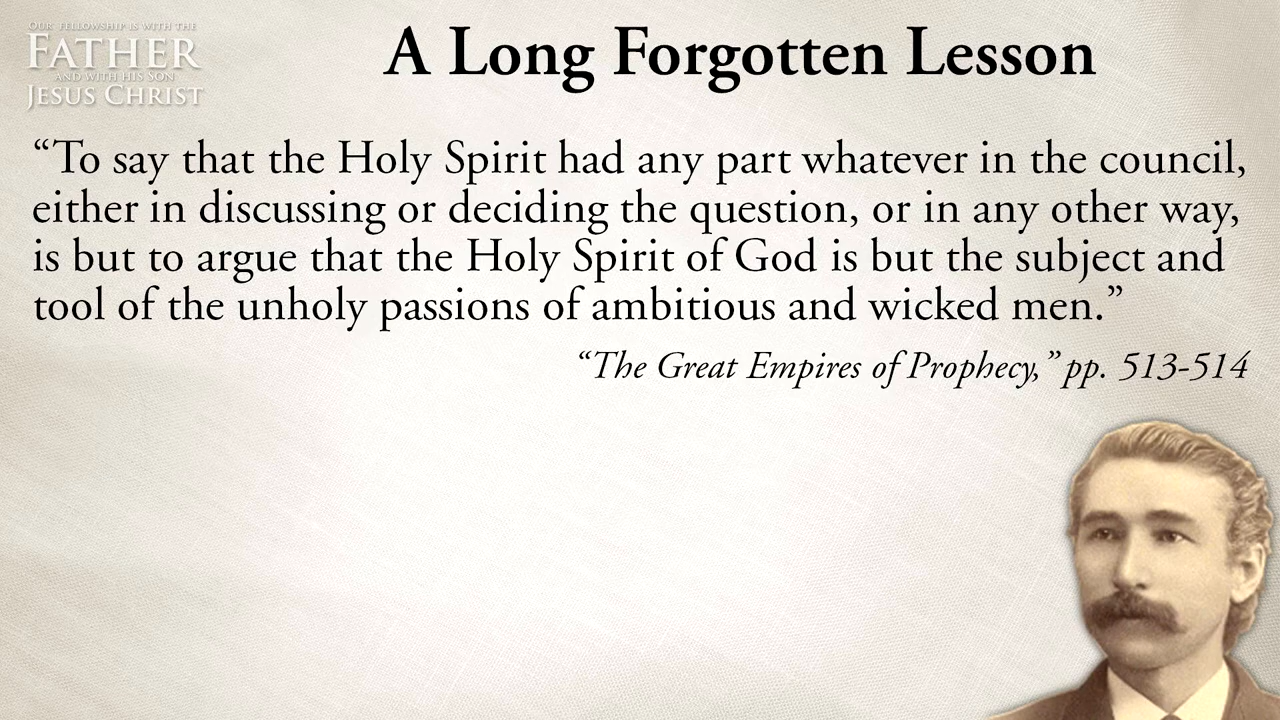 OUR FELLOWSHIP IS WITH THE
FATHER
AND WITH HIS SON
JESUS CHRIST
A Long Forgotten Lesson
“To say that the Holy Spirit had any part whatever in the council,
either in discussing or deciding the question, or in any other way,
is but to argue that the Holy Spirit of God is but the subject and
tool of the unholy passions of ambitious and wicked men.”
“The Great Empires of Prophecy,” pp. 513-514